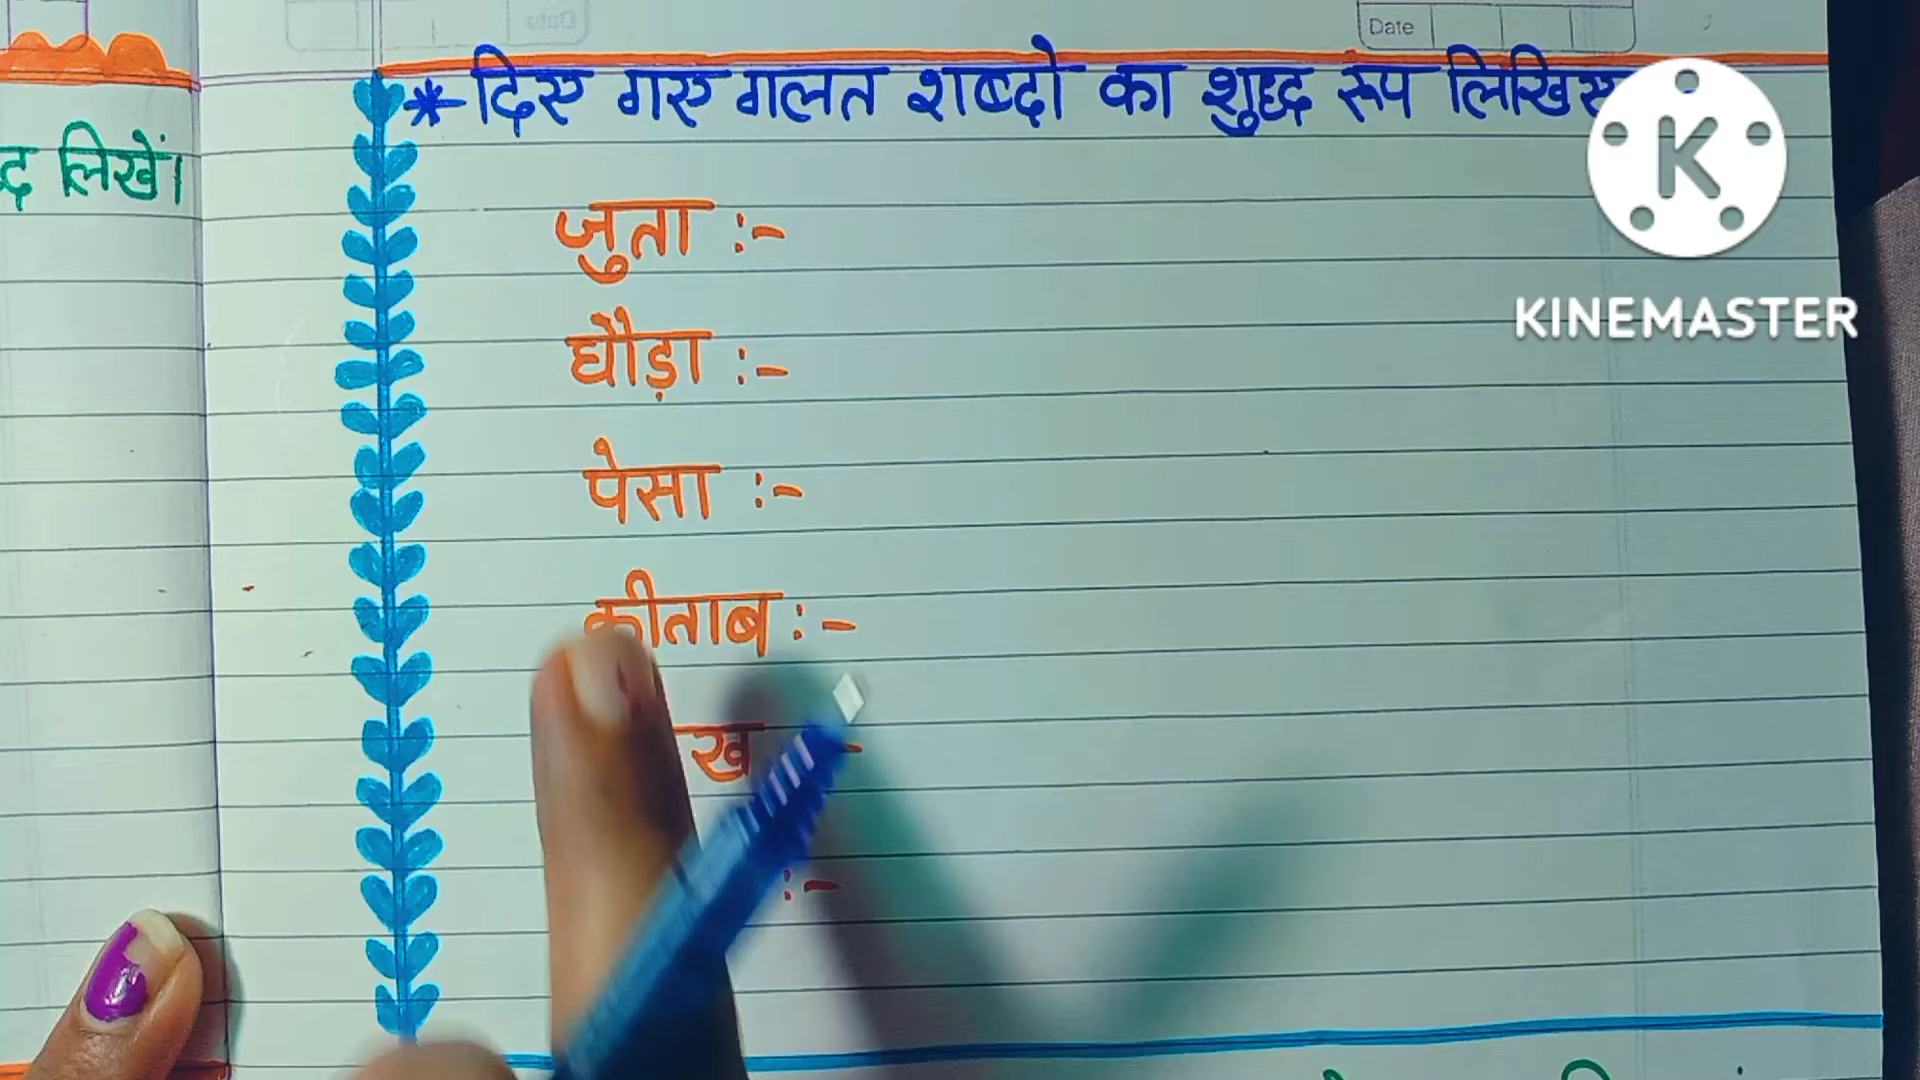 Date
* दिए गए गलत शब्दो का शुद्ध रूप लिखिए
लिखें।
जुता :-
घौड़ा :-
पेसा :-
कीताब :-
ख -
:-
KINEMASTER